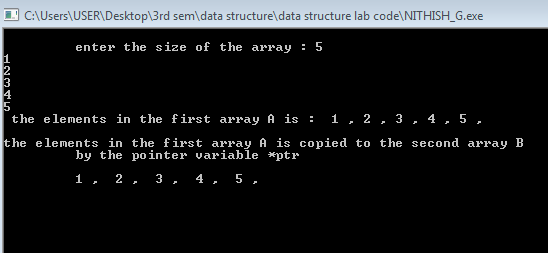 C:\Users\USER\Desktop\3rd sem\data structure\data structure lab code\NITHISH_G.exe
enter the size of the array : 5
1
2
3
4
5
the elements in the first array A is :  1 , 2 , 3 , 4 , 5 ,
the elements in the first array A is copied to the second array B
by the pointer variable *ptr
1 ,  2 ,  3 ,  4 ,  5 ,